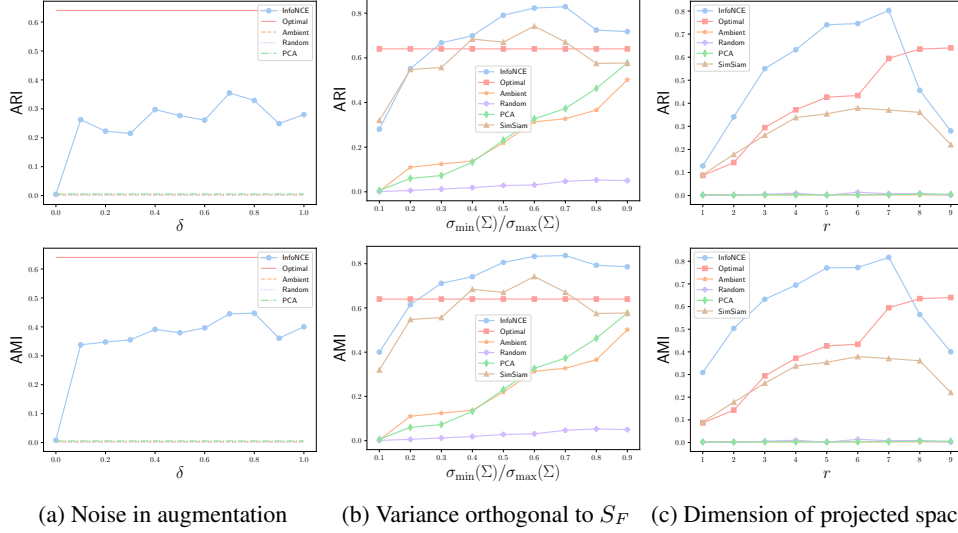 ARI
0.6
0.5
0.4
0.3
0.2
0.1
0.0
InfoNCE
Optimal
Ambient
Random
PCA
0.0 0.2 0.4 0.6 0.8 1.0
δ
ARI
0.8
0.6
0.4
0.2
0.0
InfoNCE
Optimal
Ambient
Random
PCA
SimSiam
0.1 0.2 0.3 0.4 0.5 0.6 0.7 0.8 0.9
σmin(Σ)/σmax(Σ)
ARI
0.8
0.7
0.6
0.5
0.4
0.3
0.2
0.1
0.0
InfoNCE
Optimal
Ambient
Random
PCA
SimSiam
1 2 3 4 5 6 7 8 9
r
AMI
0.6
0.5
0.4
0.3
0.2
0.1
0.0
InfoNCE
Optimal
Ambient
Random
PCA
0.0 0.2 0.4 0.6 0.8 1.0
δ
AMI
0.8
0.6
0.4
0.2
0.0
InfoNCE
Optimal
Ambient
Random
PCA
SimSiam
0.1 0.2 0.3 0.4 0.5 0.6 0.7 0.8 0.9
σmin(Σ)/σmax(Σ)
AMI
0.8
0.7
0.6
0.5
0.4
0.3
0.2
0.1
0.0
InfoNCE
Optimal
Ambient
Random
PCA
SimSiam
1 2 3 4 5 6 7 8 9
r
(a) Noise in augmentation (b) Variance orthogonal to SF (c) Dimension of projected spac